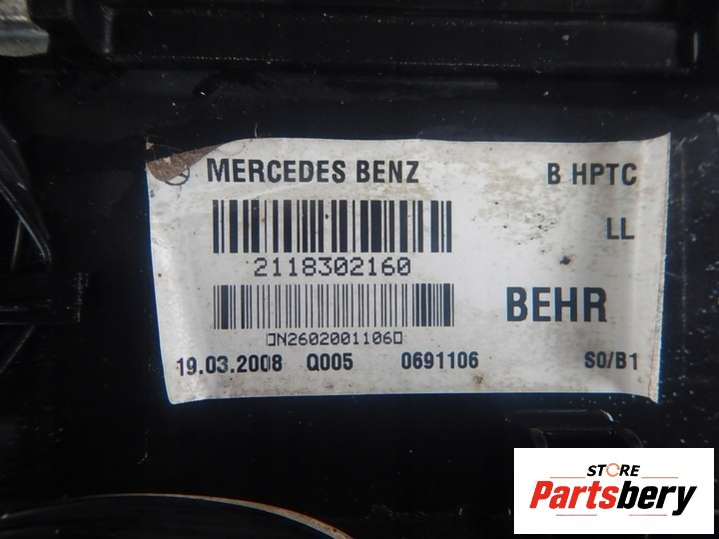 MERCEDES BENZ B HPTC
LL
2118302160
BEHR
□N2602001106□
19.03.2008 Q005 0691106 S0/B1
STORE
Partsbery